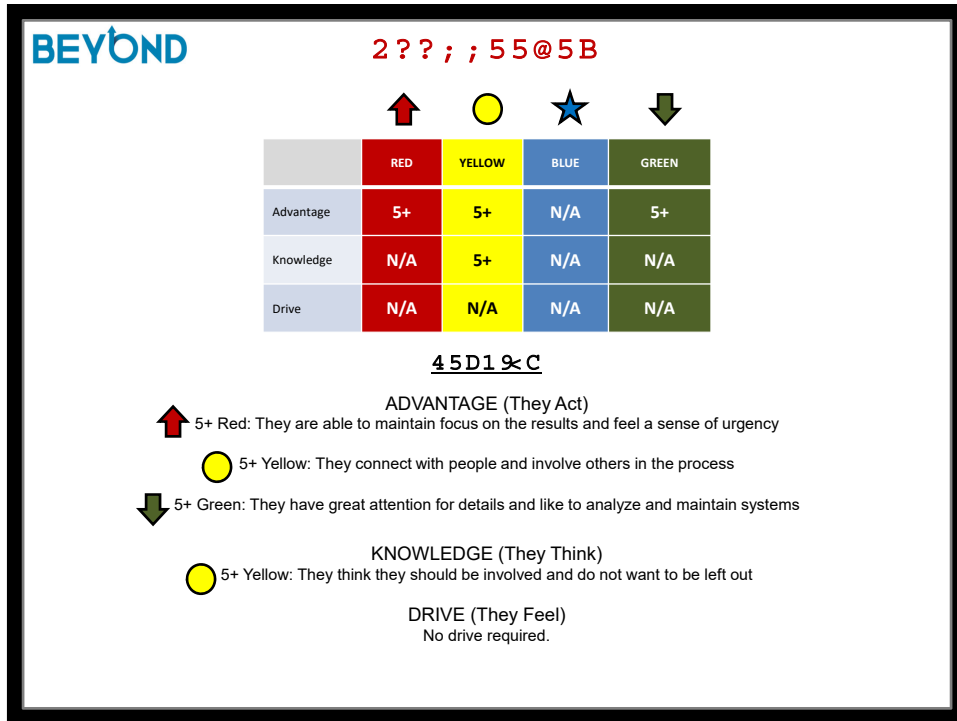 BEYOND
2??;;55@5B
RED YELLOW BLUE GREEN
Advantage 5+ 5+ N/A 5+
Knowledge N/A 5+ N/A N/A
Drive N/A N/A N/A N/A
45D19<C
ADVANTAGE (They Act)
5+ Red: They are able to maintain focus on the results and feel a sense of urgency
5+ Yellow: They connect with people and involve others in the process
5+ Green: They have great attention for details and like to analyze and maintain systems
KNOWLEDGE (They Think)
5+ Yellow: They think they should be involved and do not want to be left out
DRIVE (They Feel)
No drive required.